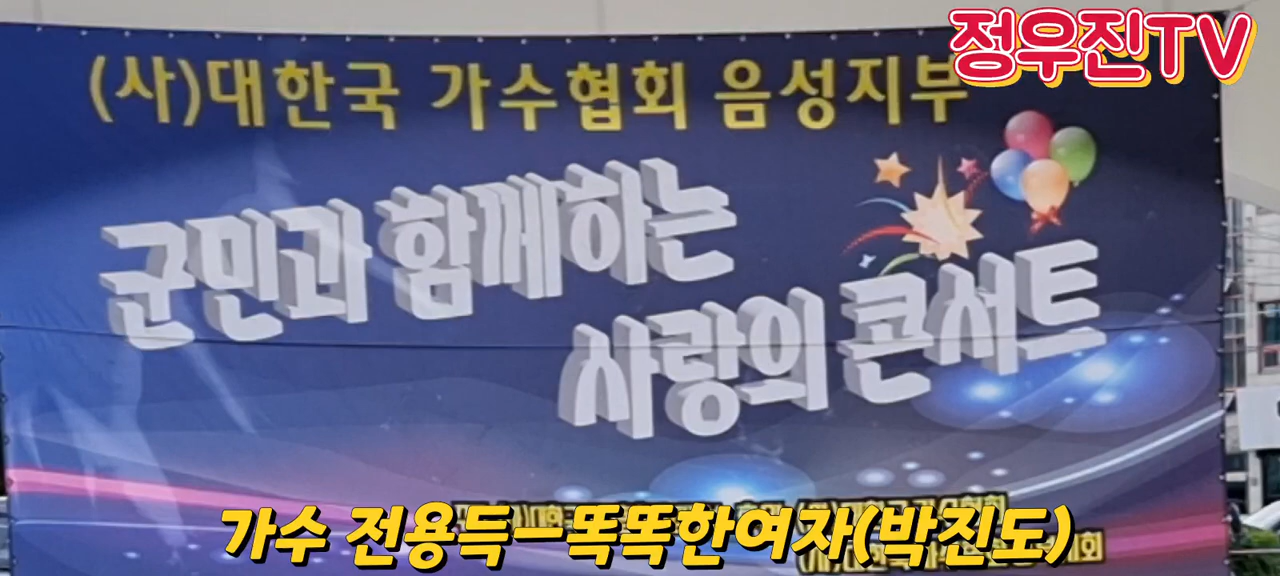 정우진TV
(사)대한국 가수협회 음성지부
군민과 함께하는
사랑의 콘서트
가수 전용득-똑똑한여자(박진도)